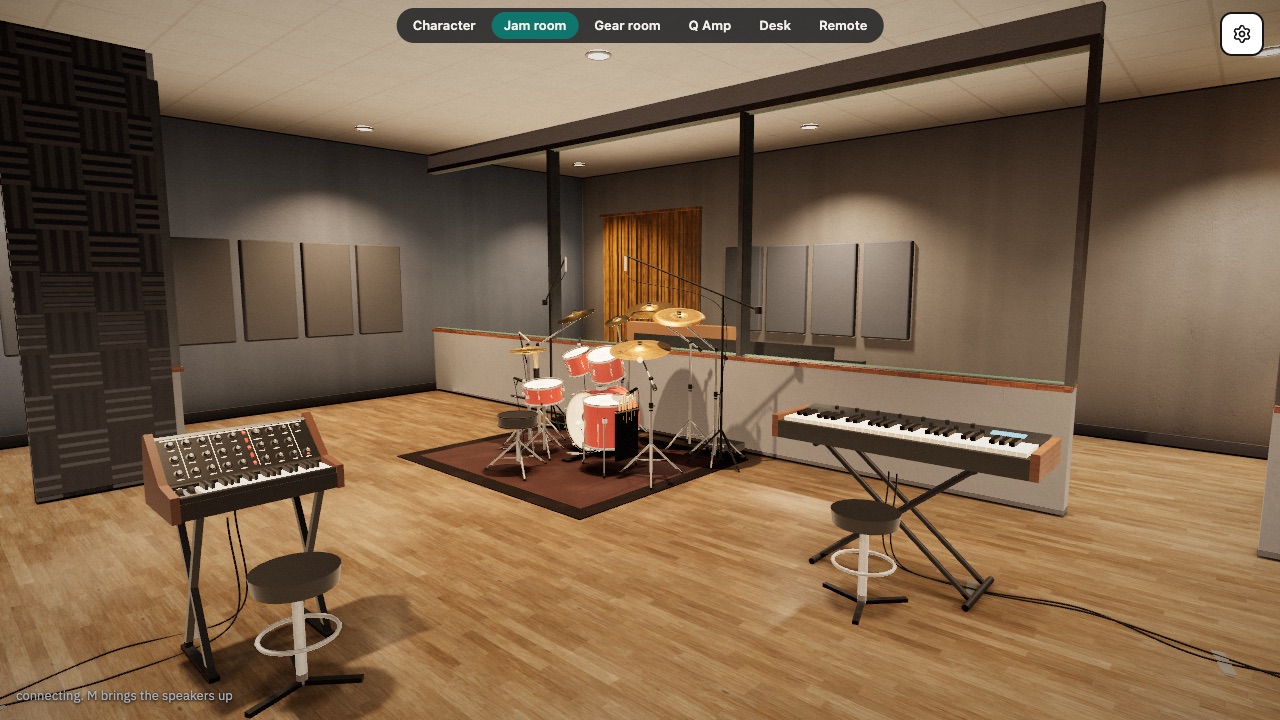 Character
Jam room
Gear room
Q Amp
Desk
Remote
connecting. M brings the speakers up